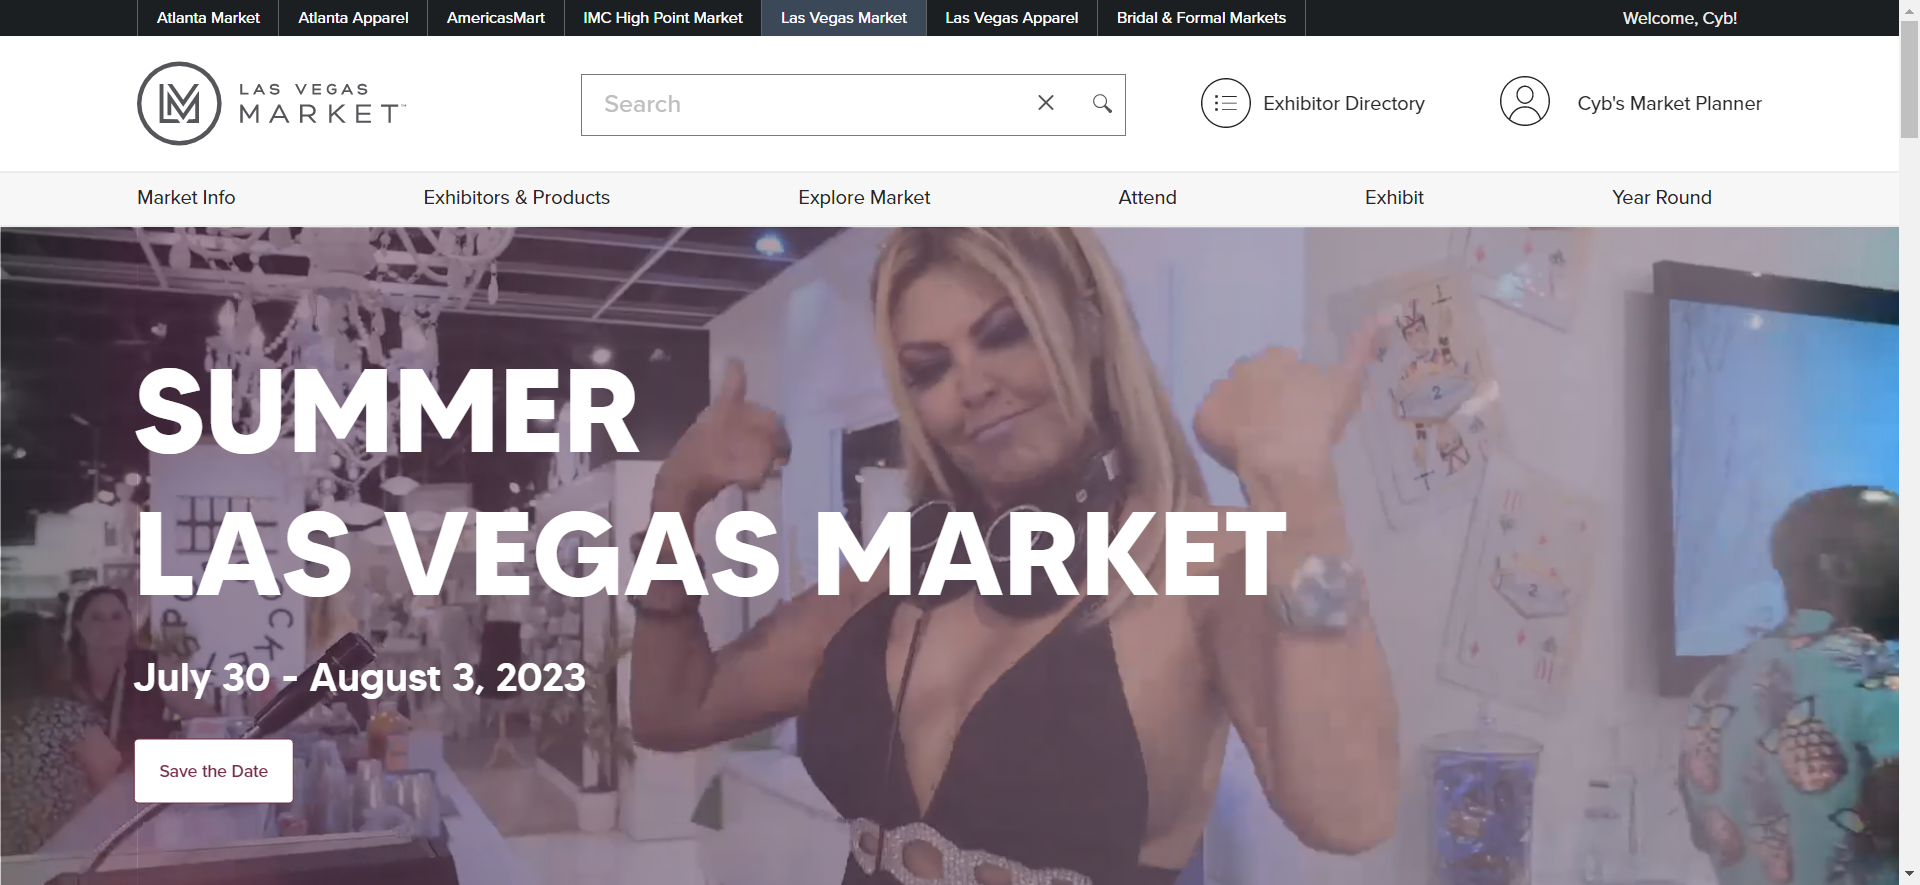 Atlanta Market
Atlanta Apparel
AmericasMart
IMC High Point Market
Las Vegas Market
Las Vegas Apparel
Bridal & Formal Markets
Welcome, Cyb!
LM
LAS VEGAS
MARKET™
Search
Exhibitor Directory
Cyb's Market Planner
Market Info
Exhibitors & Products
Explore Market
Attend
Exhibit
Year Round
SUMMER
LAS VEGAS MARKET
July 30 - August 3, 2023
Save the Date